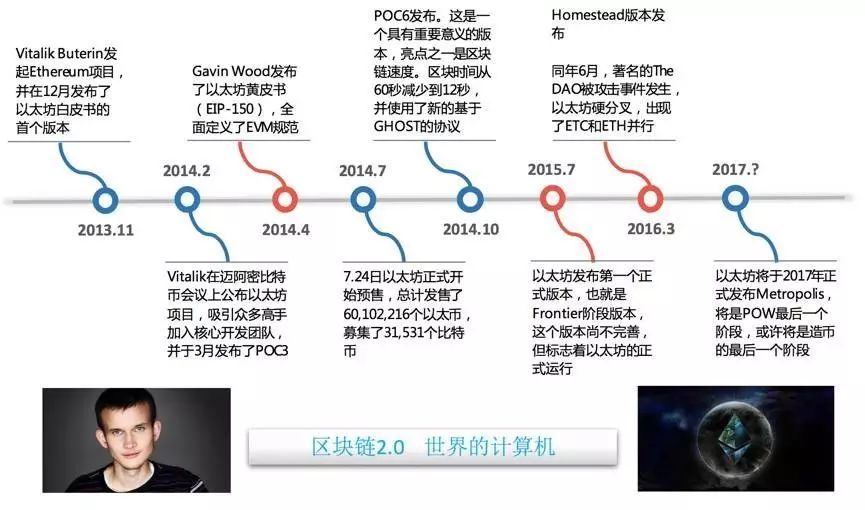 Vitalik Buterin发
起Ethereum项目，
并在12月发布了
以太坊白皮书的
首个版本
2013.11
2014.2
Vitalik在迈阿密比特
币会议上公布以太坊
项目，吸引众多高手
加入核心开发团队，
并于3月发布了POC3
Gavin Wood发布
了以太坊黄皮书
（EIP-150），全
面定义了EVM规范
2014.4
2014.7
7.24日以太坊正式开
始预售，总计发售了
60,102,216个以太币，
募集了31,531个比特
币
POC6发布。这是一
个具有重要意义的版
本，亮点之一是区块
链速度。区块时间从
60秒减少到12秒，
并使用了新的基于
GHOST的协议
2014.10
2015.7
以太坊发布第一个正
式版本，也就是
Frontier阶段版本，
这个版本尚不完善，
但标志着以太坊的正
式运行
Homestead版本发
布
同年6月，著名的The
DAO被攻击事件发生，
以太坊硬分叉，出现
了ETC和ETH并行
2016.3
2017.?
以太坊将于2017年正
式发布Metropolis，
将是POW最后一个
阶段，或许将是造币
的最后一个阶段
区块链2.0 世界的计算机